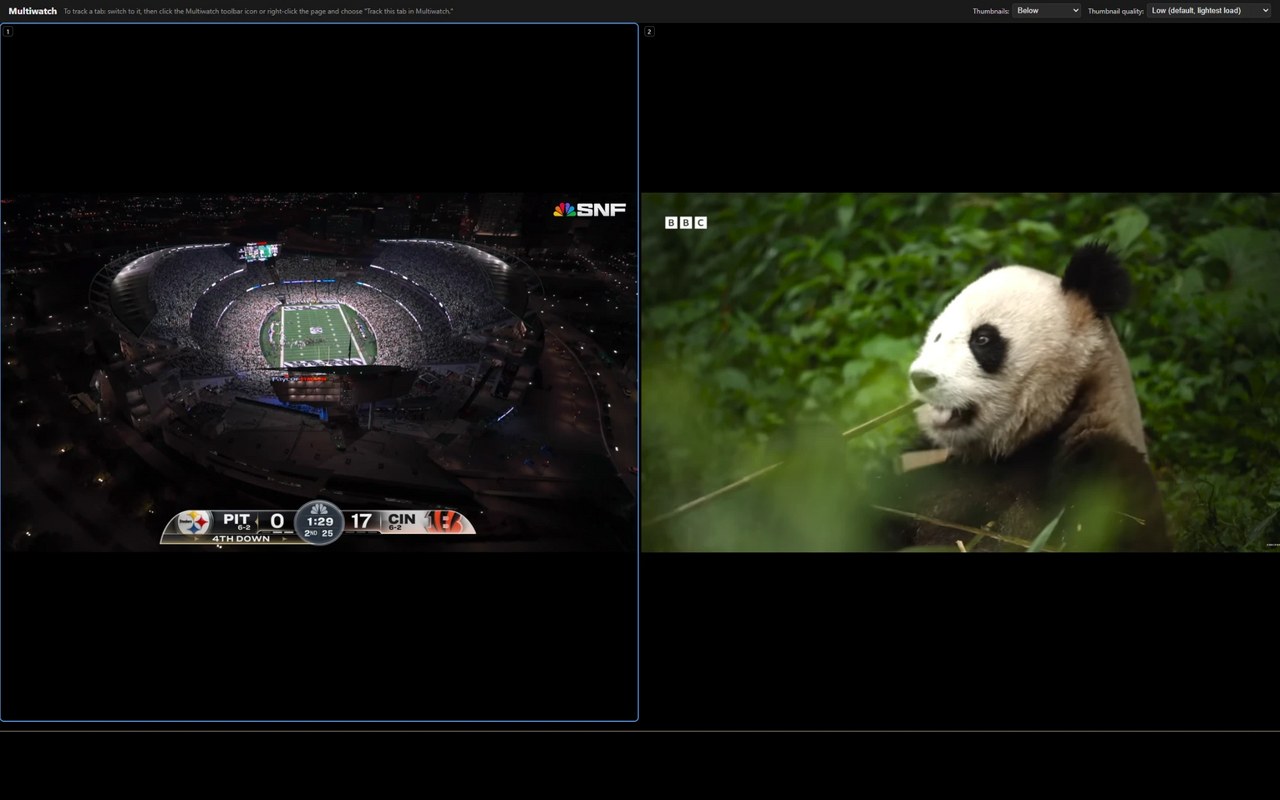 Multiwatch To track a tab: switch to it, then click the Multiwatch toolbar icon or right-click the page and choose "Track this tab in Multiwatch."
Thumbnails: Below Thumbnail quality: Low (default, lightest load)
1
2
SNF
BBC
PIT 0 1:29 17 CIN
6-2 2ND 25 6-2
4TH DOWN